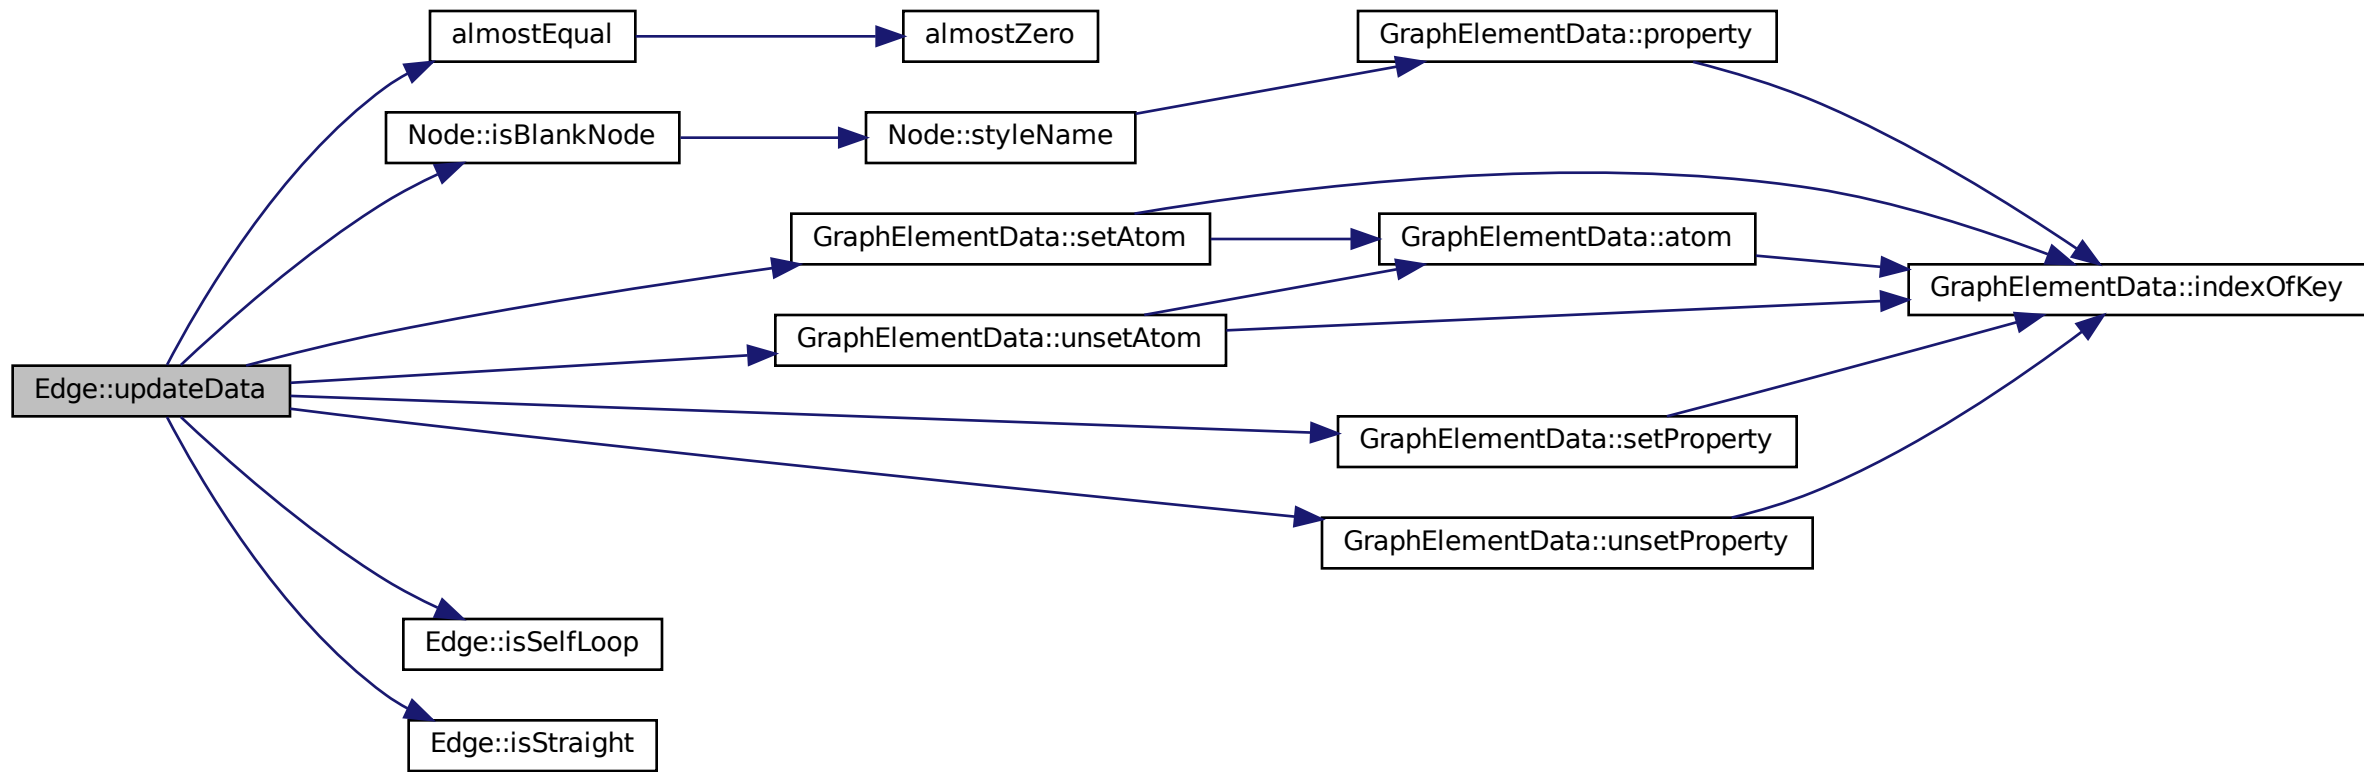 almostEqual
almostZero
GraphElementData::property
Node::isBlankNode
Node::styleName
GraphElementData::setAtom
GraphElementData::atom
GraphElementData::indexOfKey
GraphElementData::unsetAtom
Edge::updateData
GraphElementData::setProperty
GraphElementData::unsetProperty
Edge::isSelfLoop
Edge::isStraight